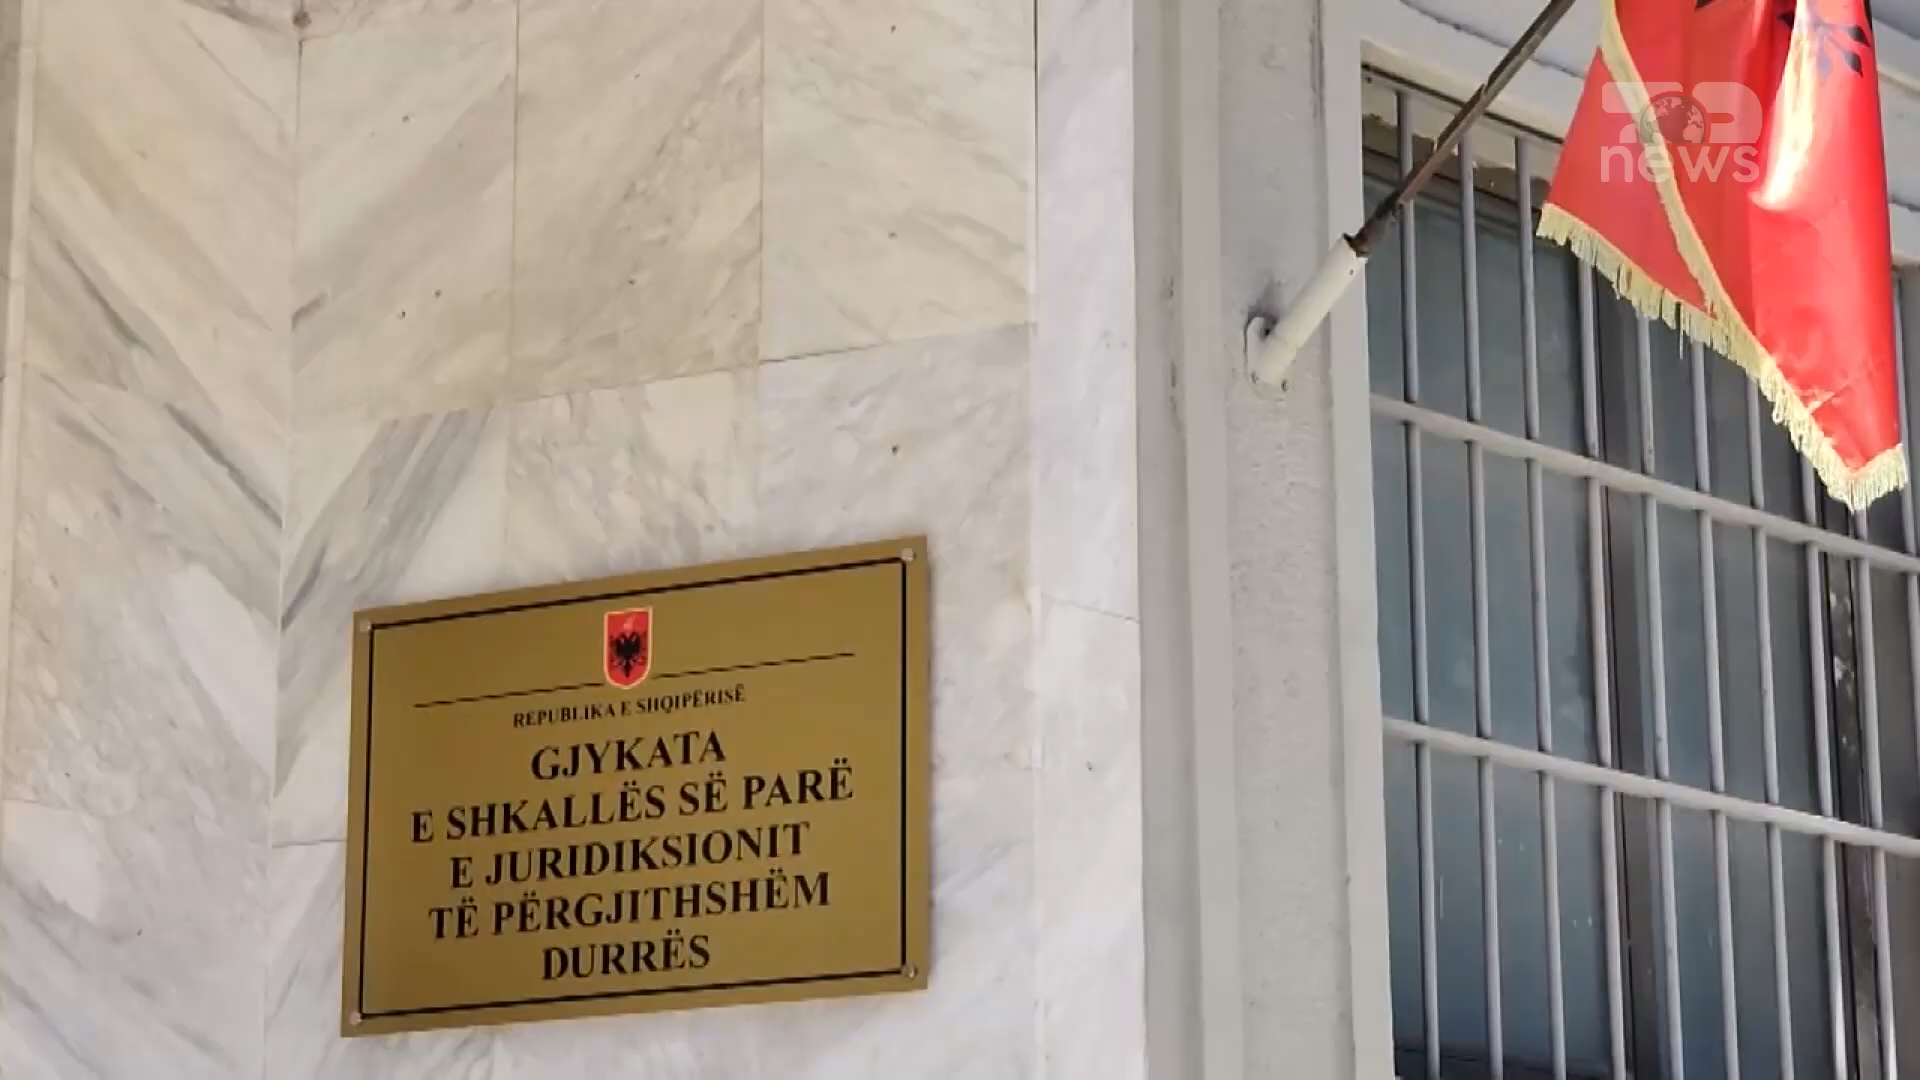 news
REPUBLIKA E SHQIPËRISË
GJYKATA
E SHKALLËS SË PARË
E JURIDIKSIONIT
TË PËRGJITHSHËM
DURRËS